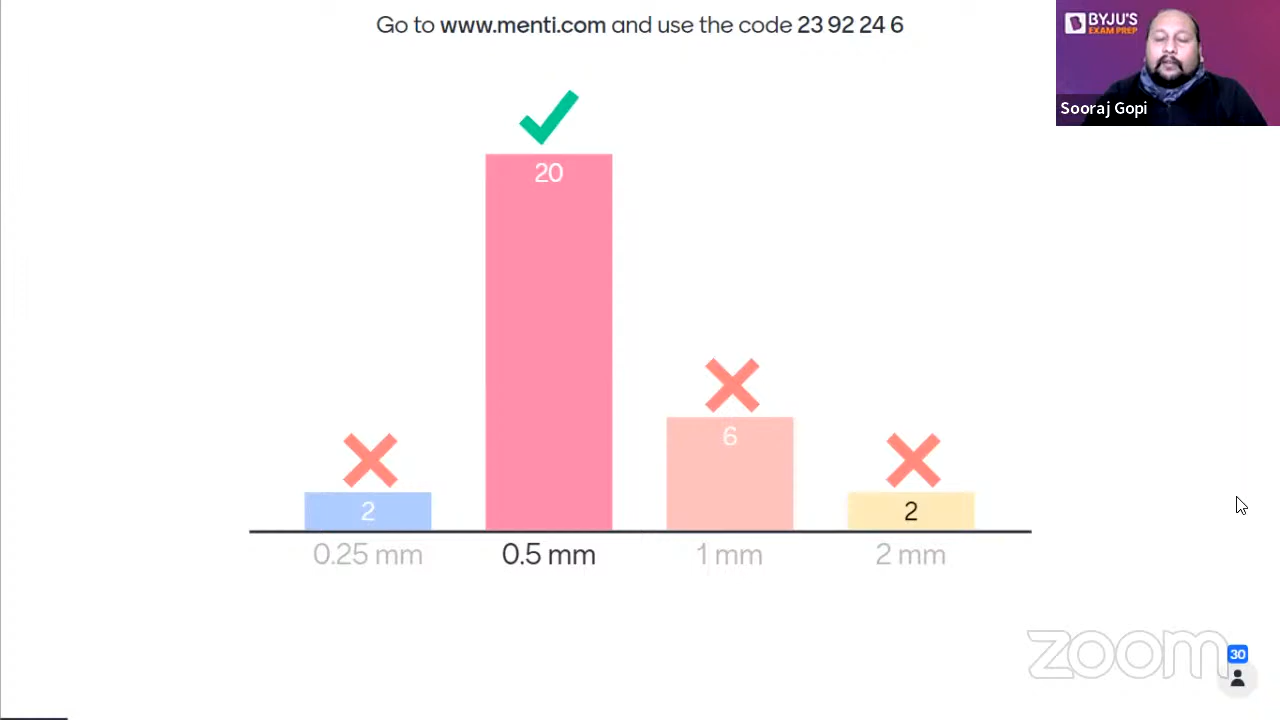 Go to www.menti.com and use the code 23 92 24 6
BYJU'S
EXAM PREP
Sooraj Gopi
20
6
2
2
0.25 mm
0.5 mm
1 mm
2 mm
zoom
30